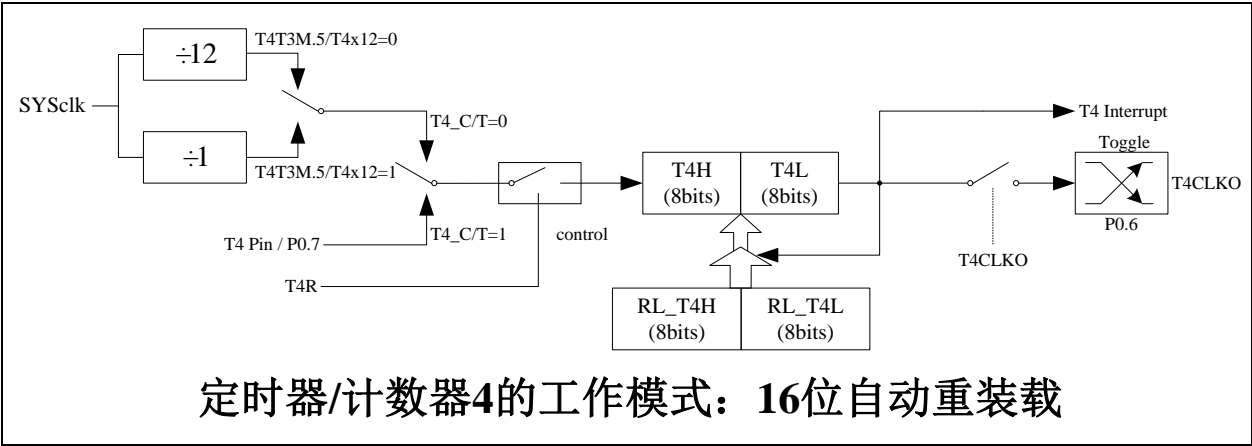 T4T3M.5/T4x12=0
÷12
SYSclk
÷1
T4T3M.5/T4x12=1
T4_C/T=0
T4_C/T=1
T4 Pin / P0.7
T4R
control
T4H
(8bits)
T4L
(8bits)
RL_T4H
(8bits)
RL_T4L
(8bits)
T4 Interrupt
Toggle
T4CLKO
P0.6
T4CLKO
定时器/计数器4的工作模式：16位自动重装载